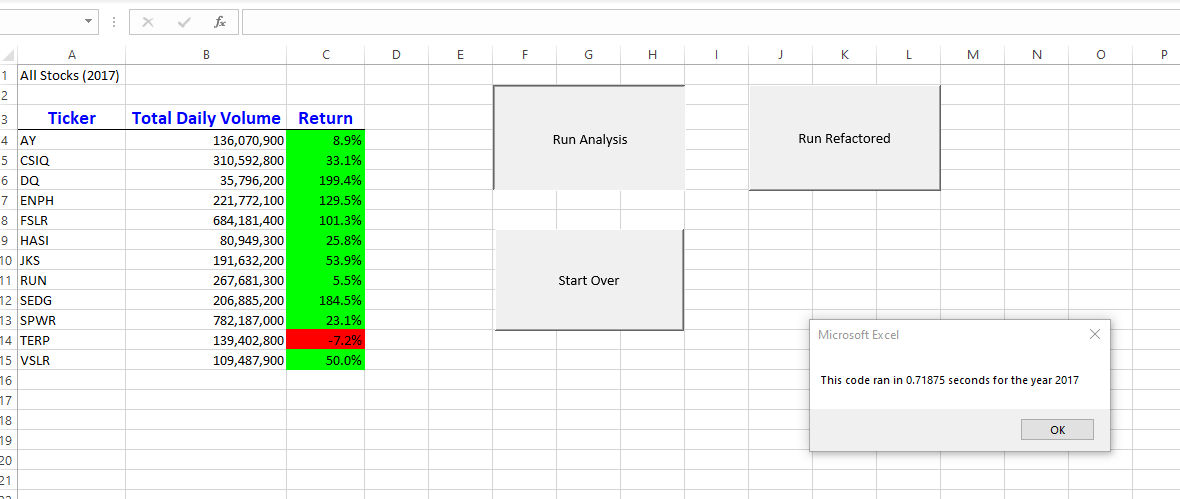 fx
A B C D E F G H I J K L M N O P
1 All Stocks (2017)
2
3 Ticker Total Daily Volume Return
4 AY 136,070,900 8.9%
5 CSIQ 310,592,800 33.1%
6 DQ 35,796,200 199.4%
7 ENPH 221,772,100 129.5%
8 FSLR 684,181,400 101.3%
9 HASI 80,949,300 25.8%
10 JKS 191,632,200 53.9%
11 RUN 267,681,300 5.5%
12 SEDG 206,885,200 184.5%
13 SPWR 782,187,000 23.1%
14 TERP 139,402,800 -7.2%
15 VSLR 109,487,900 50.0%
16
17
18
19
20
21
Run Analysis
Run Refactored
Start Over
Microsoft Excel
This code ran in 0.71875 seconds for the year 2017
OK